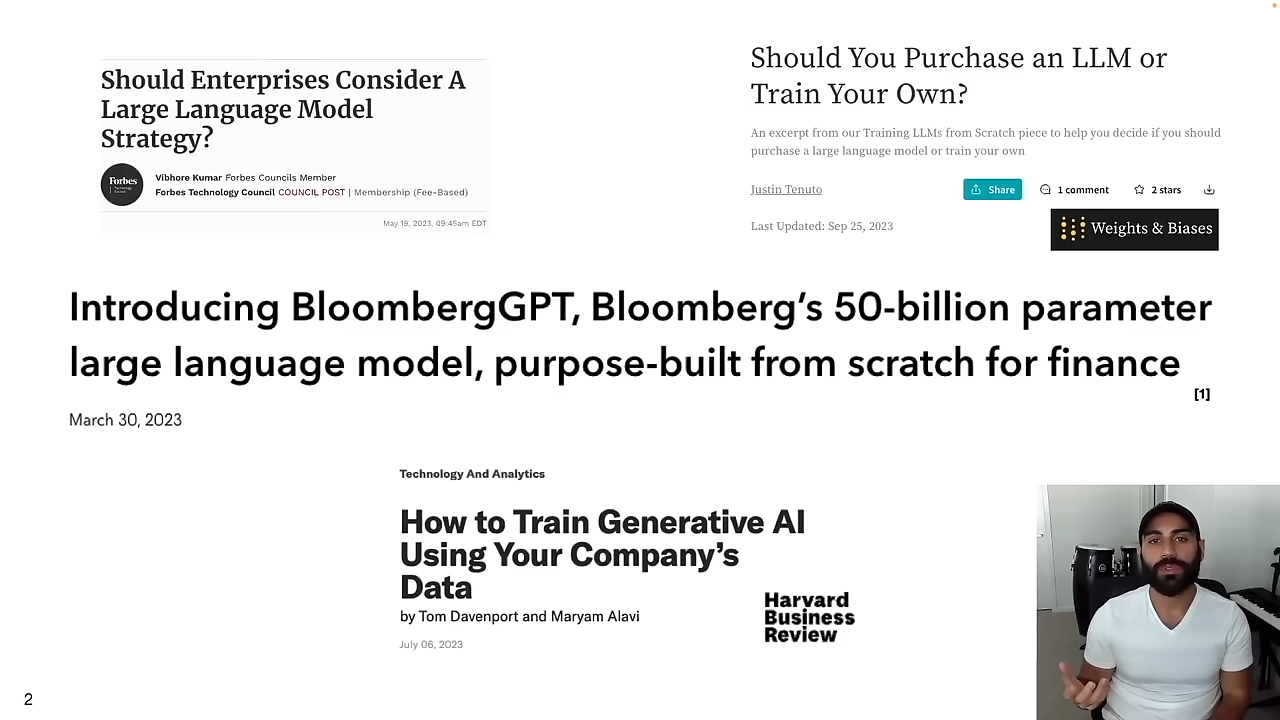 Should Enterprises Consider A
Large Language Model
Strategy?
Forbes
Technology
Council
Vibhore Kumar Forbes Councils Member
Forbes Technology Council COUNCIL POST | Membership (Fee-Based)
May 19, 2023, 09:45am EDT
Should You Purchase an LLM or
Train Your Own?
An excerpt from our Training LLMs from Scratch piece to help you decide if you should
purchase a large language model or train your own
Justin Tenuto
Share
1 comment
2 stars
Last Updated: Sep 25, 2023
Weights & Biases
Introducing BloombergGPT, Bloomberg’s 50-billion parameter
large language model, purpose-built from scratch for finance
[1]
March 30, 2023
Technology And Analytics
How to Train Generative AI
Using Your Company’s
Data
by Tom Davenport and Maryam Alavi
July 06, 2023
Harvard
Business
Review
2